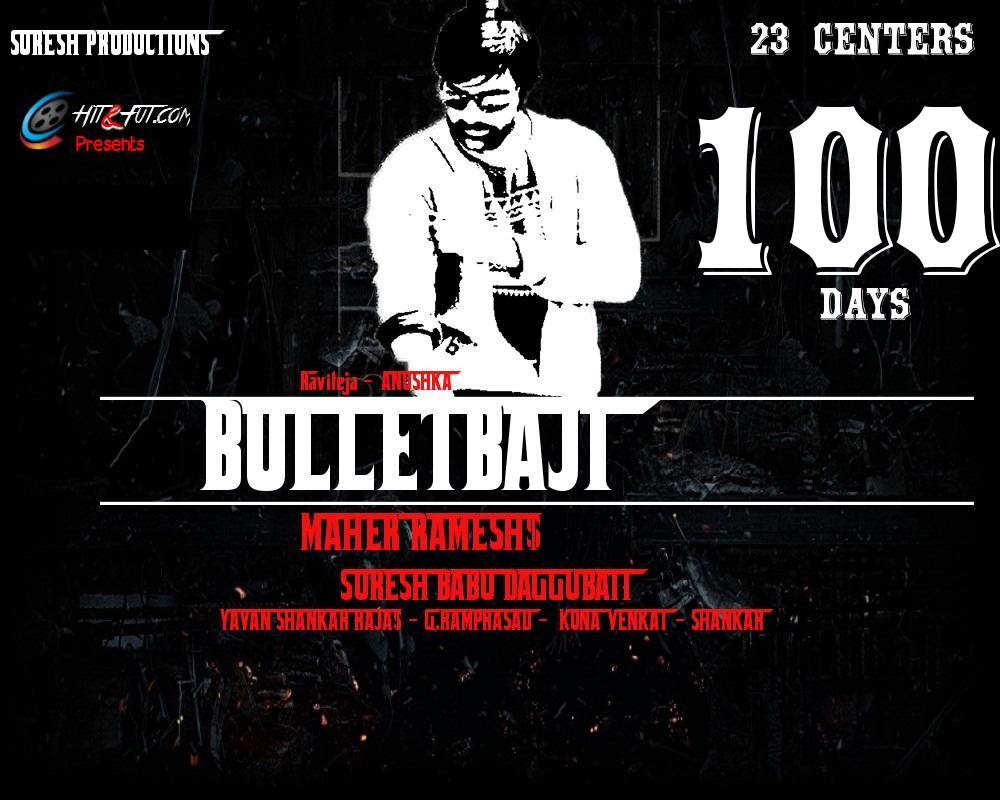 SURESH PRODUCTIONS
23 CENTERS
HIT&FUT.COM
Presents
100
DAYS
Raviteja - ANUSHKA
BULLETBAJI
MAHER RAMESH$
SURESH BABU DAGGUBATI
YAVAN SHANKAR RAJA$ - G.RAMPRASAD - KONA VENKAT - SHANKAR